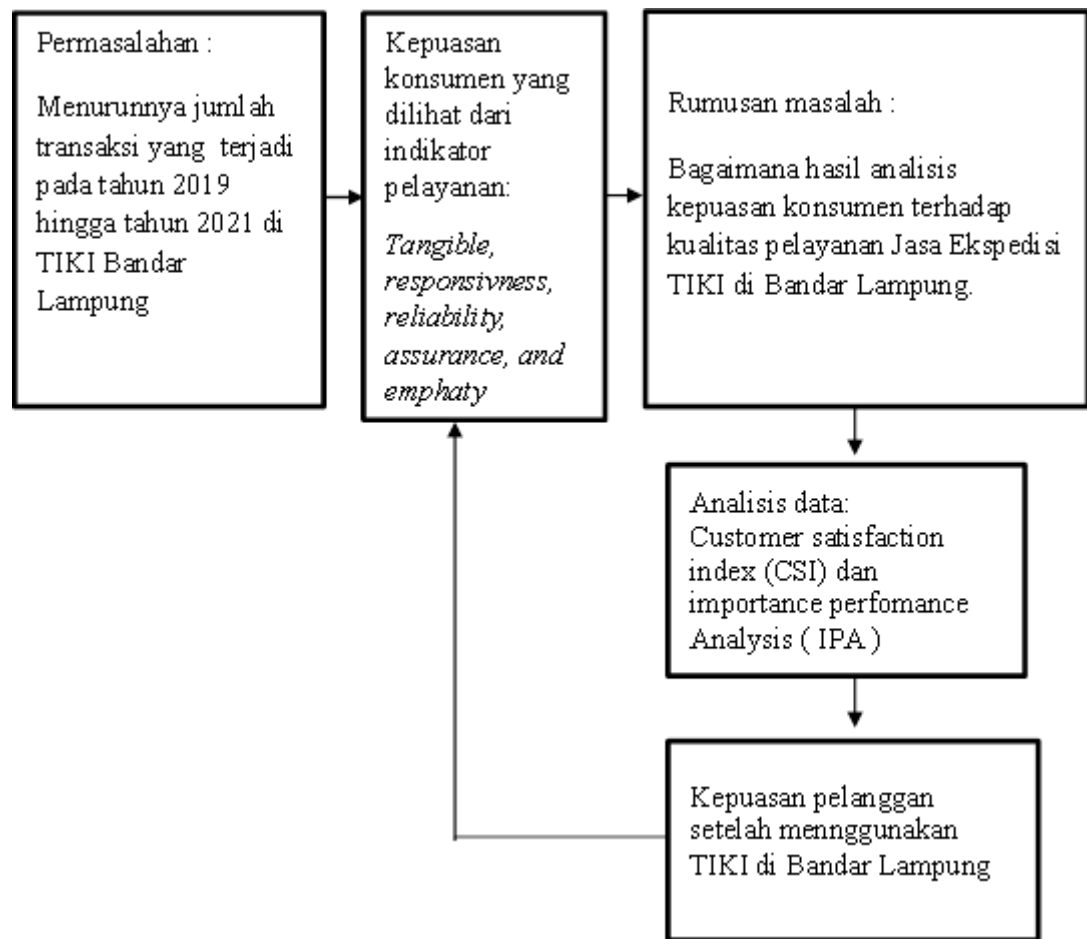 Permasalahan :
Menurunnya jumlah
transaksi yang terjadi
pada tahun 2019
hingga tahun 2021 di
TIKI Bandar
Lampung
Kepuasan
konsumen yang
dilihat dari
indikator
pelayanan:
Tangible,
responsivness,
reliability,
assurance, and
emphaty
Rumusan masalah :
Bagaimana hasil analisis
kepuasan konsumen terhadap
kualitas pelayanan Jasa Ekspedisi
TIKI di Bandar Lampung.
Analisis data:
Customer satisfaction
index (CSI) dan
importance perfomance
Analysis ( IPA )
Kepuasan pelanggan
setelah mennggunakan
TIKI di Bandar Lampung